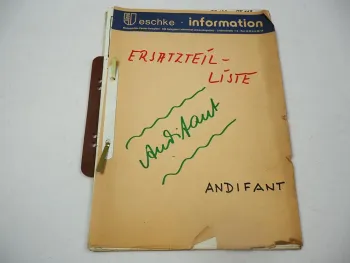 eschke · information
ERSATZTEIL-
LISTE
Andifant
ANDIFANT